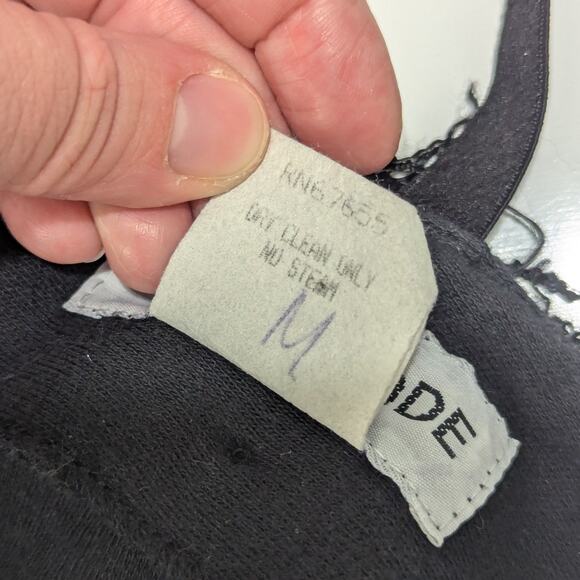 RN67655
DRY CLEAN ONLY
NO STEAM
M
DE